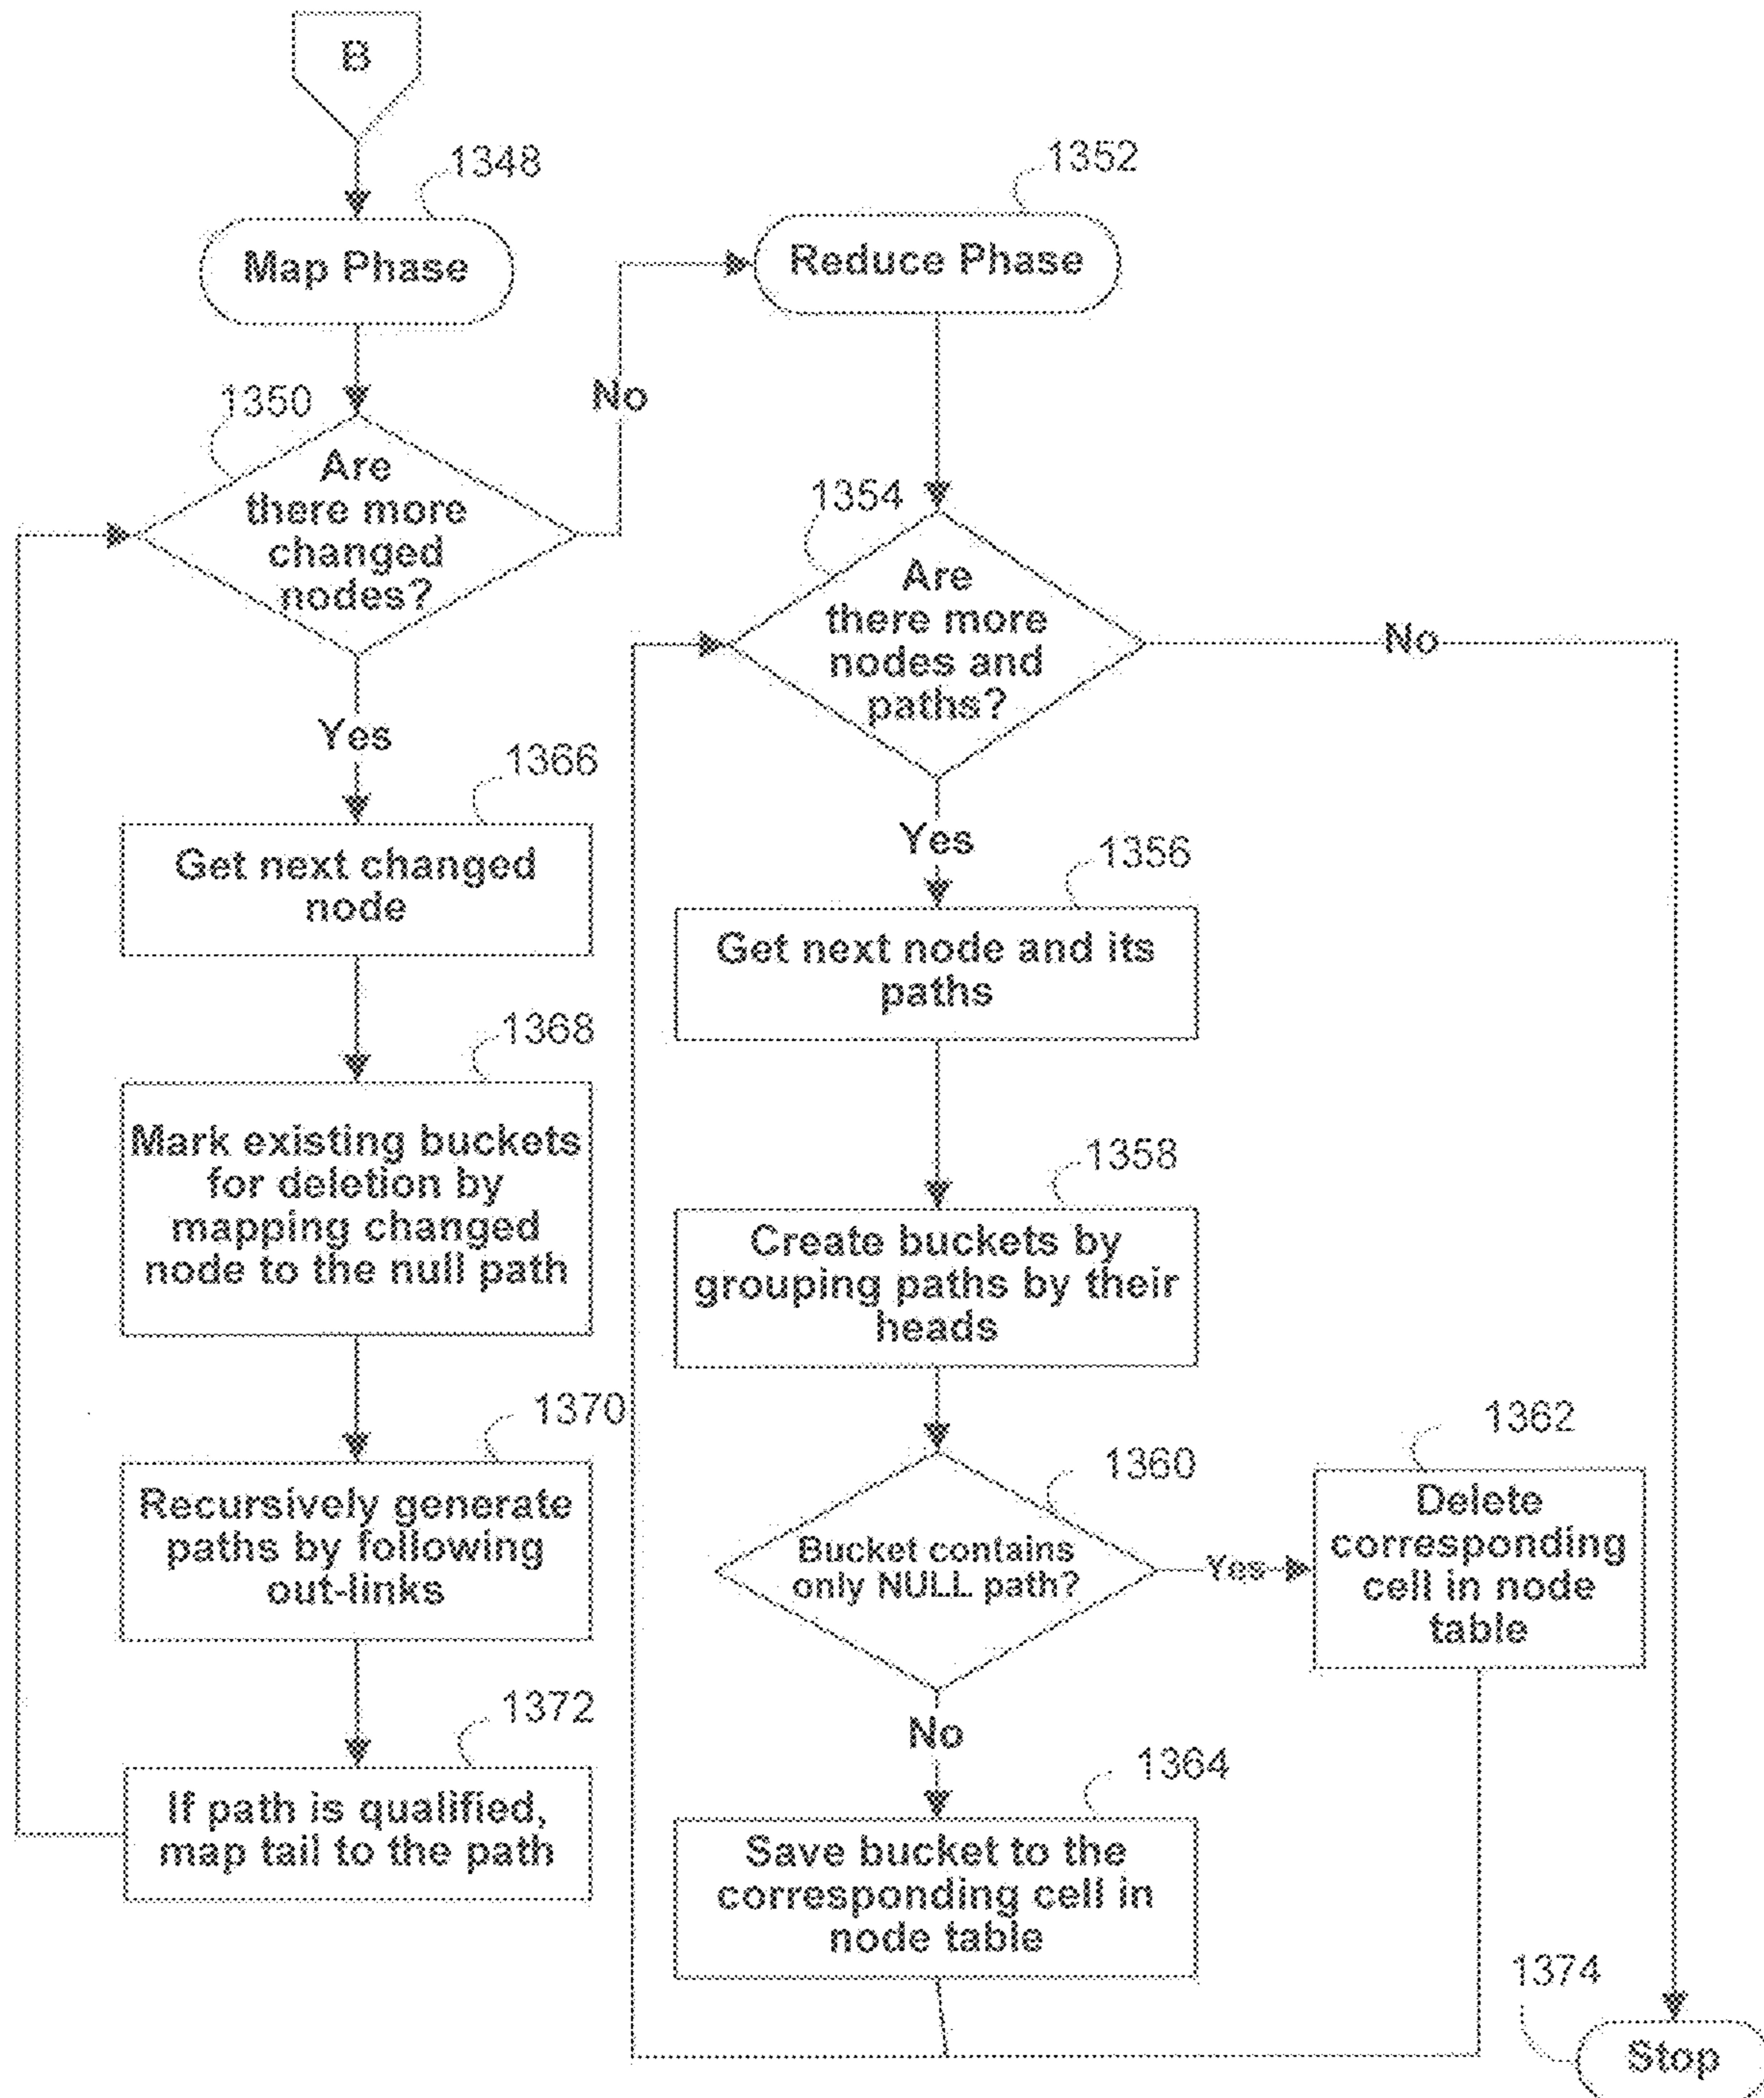 B
1348
Map Phase
1350
Are
there more
changed
nodes?
No
Yes
1366
Get next changed
node
1368
Mark existing buckets
for deletion by
mapping changed
node to the null path
1370
Recursively generate
paths by following
out-links
1372
If path is qualified,
map tail to the path
1352
Reduce Phase
1354
Are
there more
nodes and
paths?
No
Yes
1356
Get next node and its
paths
1358
Create buckets by
grouping paths by their
heads
1360
Bucket contains
only NULL path?
Yes
1362
Delete
corresponding
cell in node
table
No
1364
Save bucket to the
corresponding cell in
node table
1374
Stop